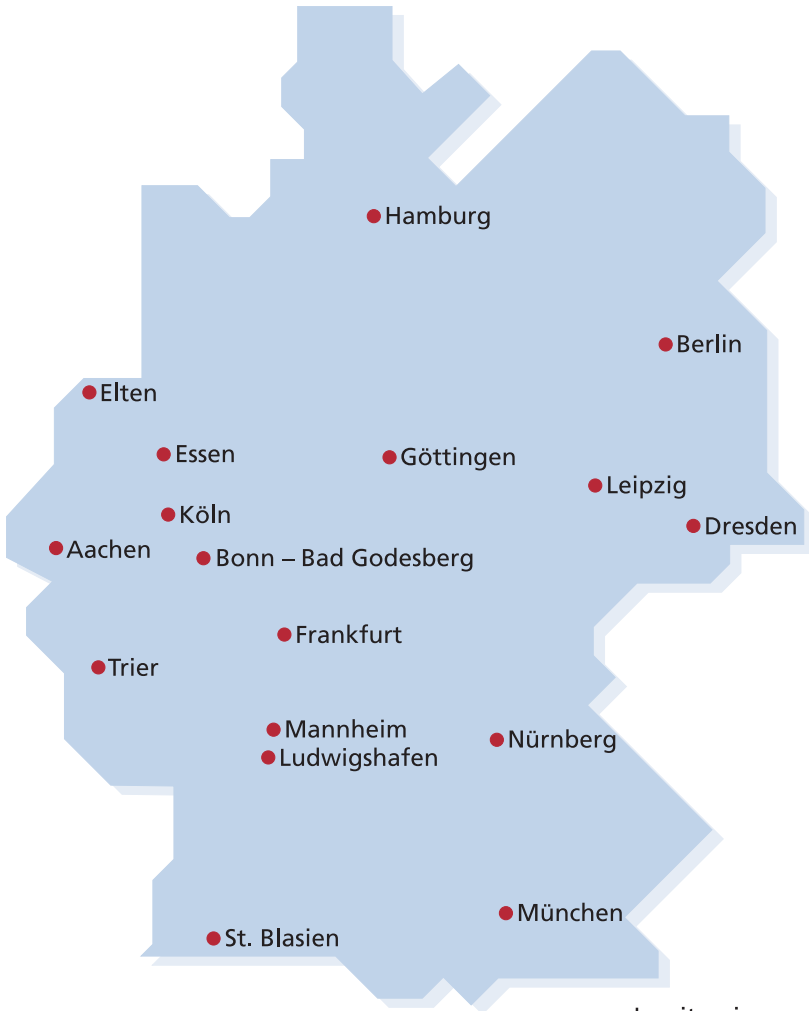 Hamburg
Berlin
Elten
Essen
Göttingen
Leipzig
Köln
Dresden
Aachen
Bonn – Bad Godesberg
Frankfurt
Trier
Mannheim
Nürnberg
Ludwigshafen
München
St. Blasien